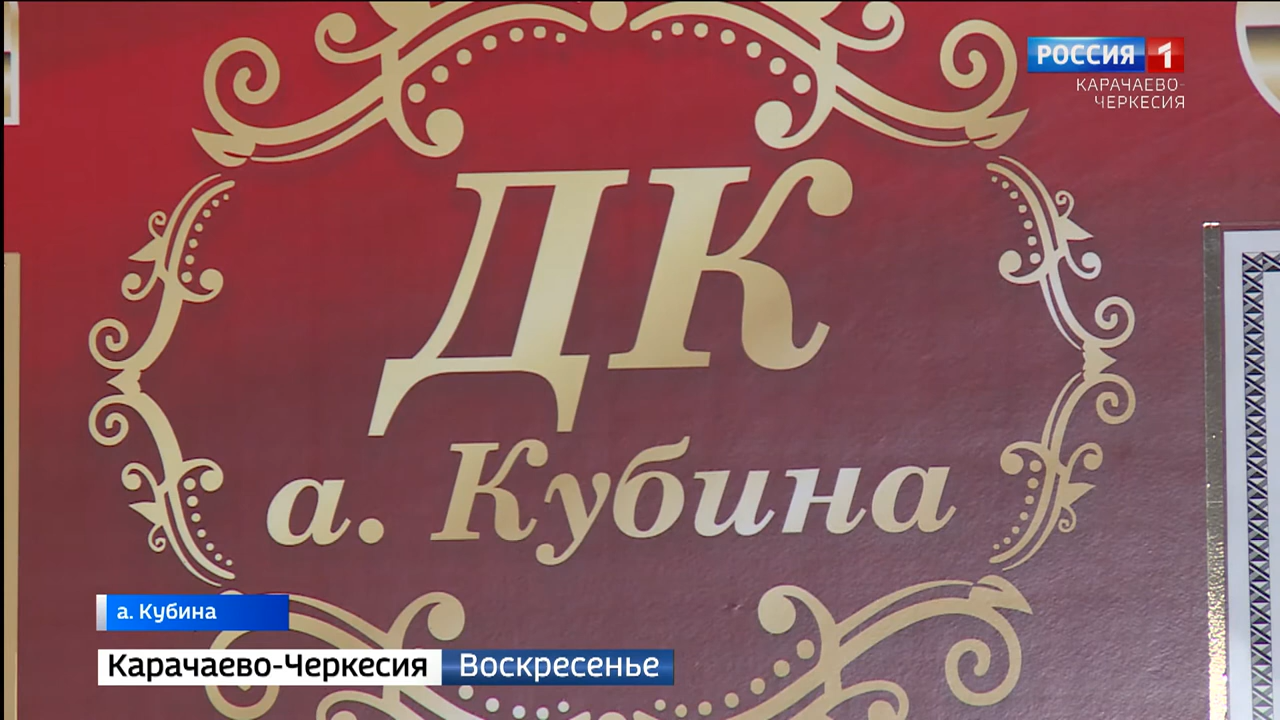 РОССИЯ 1
КАРАЧАЕВО-
ЧЕРКЕСИЯ
ДК
а. Кубина
а. Кубина
Карачаево-Черкесия Воскресенье